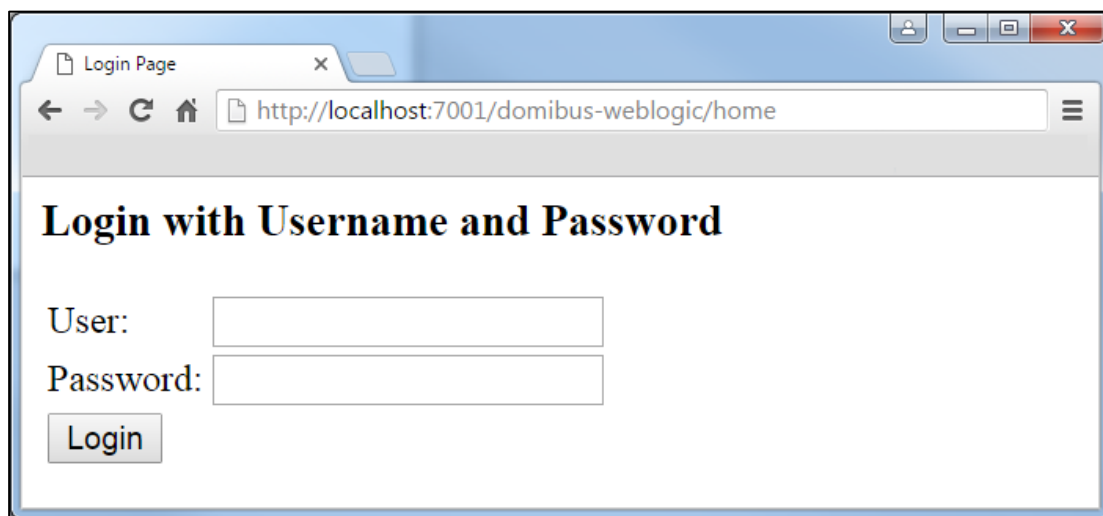 Login Page
http://localhost:7001/domibus-weblogic/home
Login with Username and Password
User:
Password:
Login